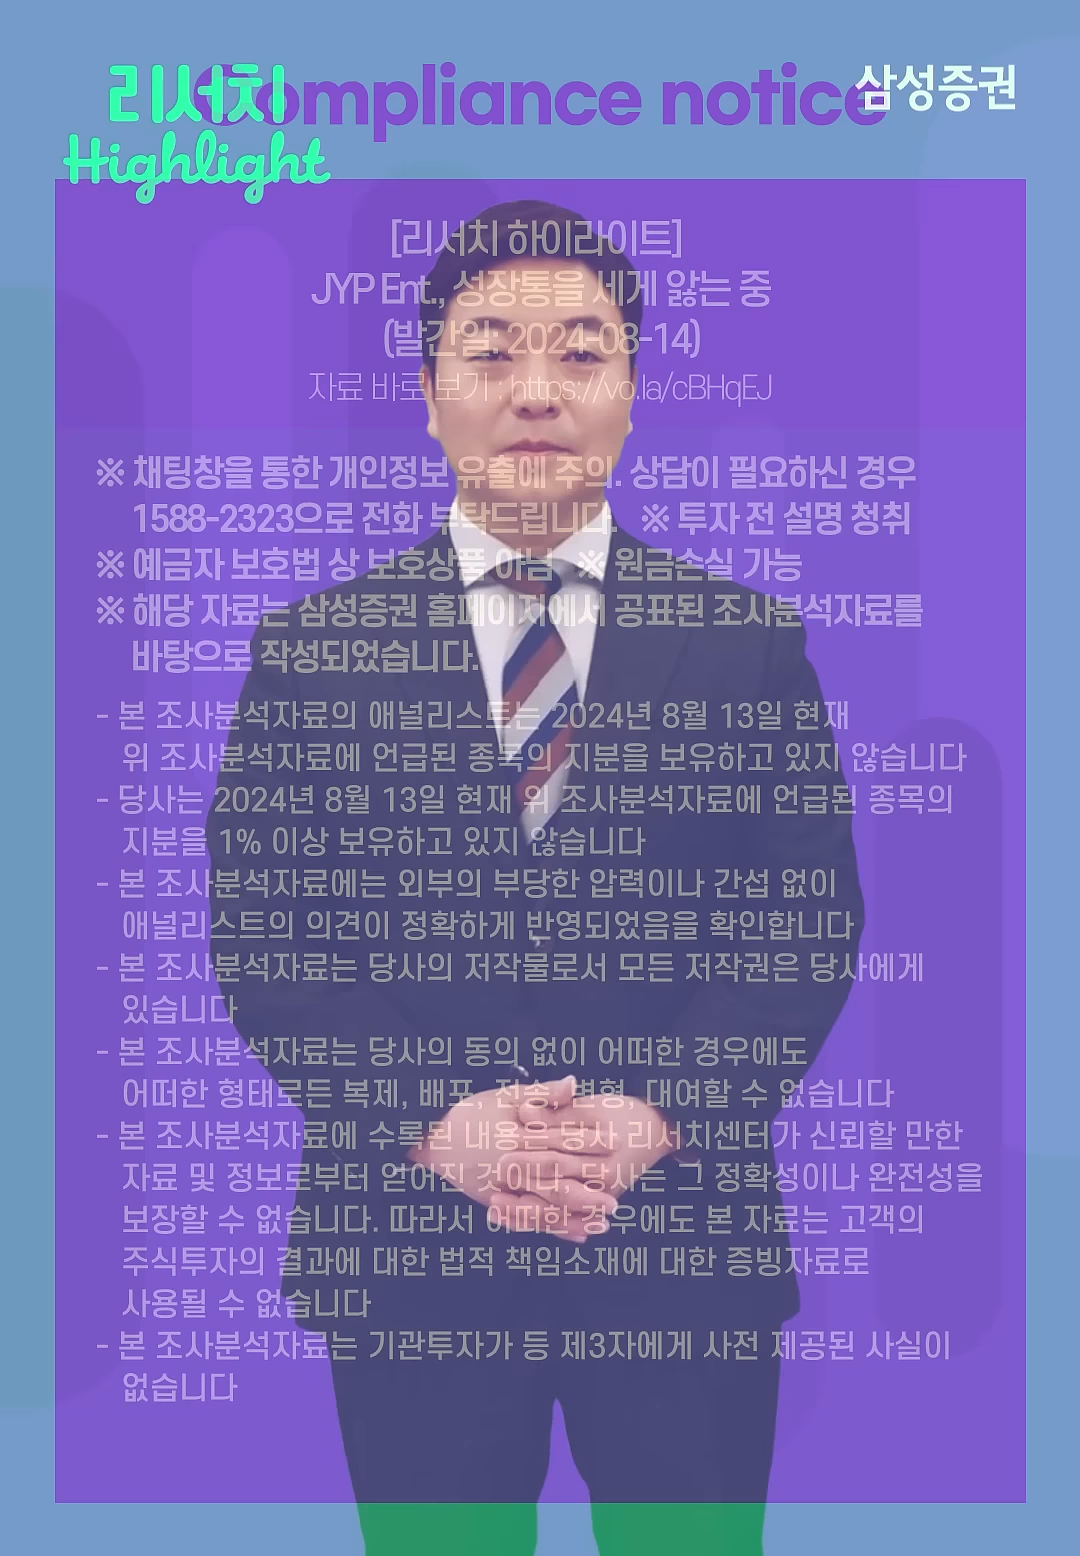 리서치
Highlight
Compliance notice
삼성증권
[리서치 하이라이트]
JYP Ent., 성장통을 세게 앓는 중
(발간일: 2024-08-14)
자료 바로 보기 : https://vo.la/cBHqEJ
※ 채팅창을 통한 개인정보 유출에 주의. 상담이 필요하신 경우
1588-2323으로 전화 부탁드립니다. ※ 투자 전 설명 청취
※ 예금자 보호법 상 보호상품 아님 ※ 원금손실 가능
※ 해당 자료는 삼성증권 홈페이지에서 공표된 조사분석자료를
바탕으로 작성되었습니다.
- 본 조사분석자료의 애널리스트는 2024년 8월 13일 현재
위 조사분석자료에 언급된 종목의 지분을 보유하고 있지 않습니다
- 당사는 2024년 8월 13일 현재 위 조사분석자료에 언급된 종목의
지분을 1% 이상 보유하고 있지 않습니다
- 본 조사분석자료에는 외부의 부당한 압력이나 간섭 없이
애널리스트의 의견이 정확하게 반영되었음을 확인합니다
- 본 조사분석자료는 당사의 저작물로서 모든 저작권은 당사에게
있습니다
- 본 조사분석자료는 당사의 동의 없이 어떠한 경우에도
어떠한 형태로든 복제, 배포, 전송, 변형, 대여할 수 없습니다
- 본 조사분석자료에 수록된 내용은 당사 리서치센터가 신뢰할 만한
자료 및 정보로부터 얻어진 것이나, 당사는 그 정확성이나 완전성을
보장할 수 없습니다. 따라서 어떠한 경우에도 본 자료는 고객의
주식투자의 결과에 대한 법적 책임소재에 대한 증빙자료로
사용될 수 없습니다
- 본 조사분석자료는 기관투자가 등 제3자에게 사전 제공된 사실이
없습니다